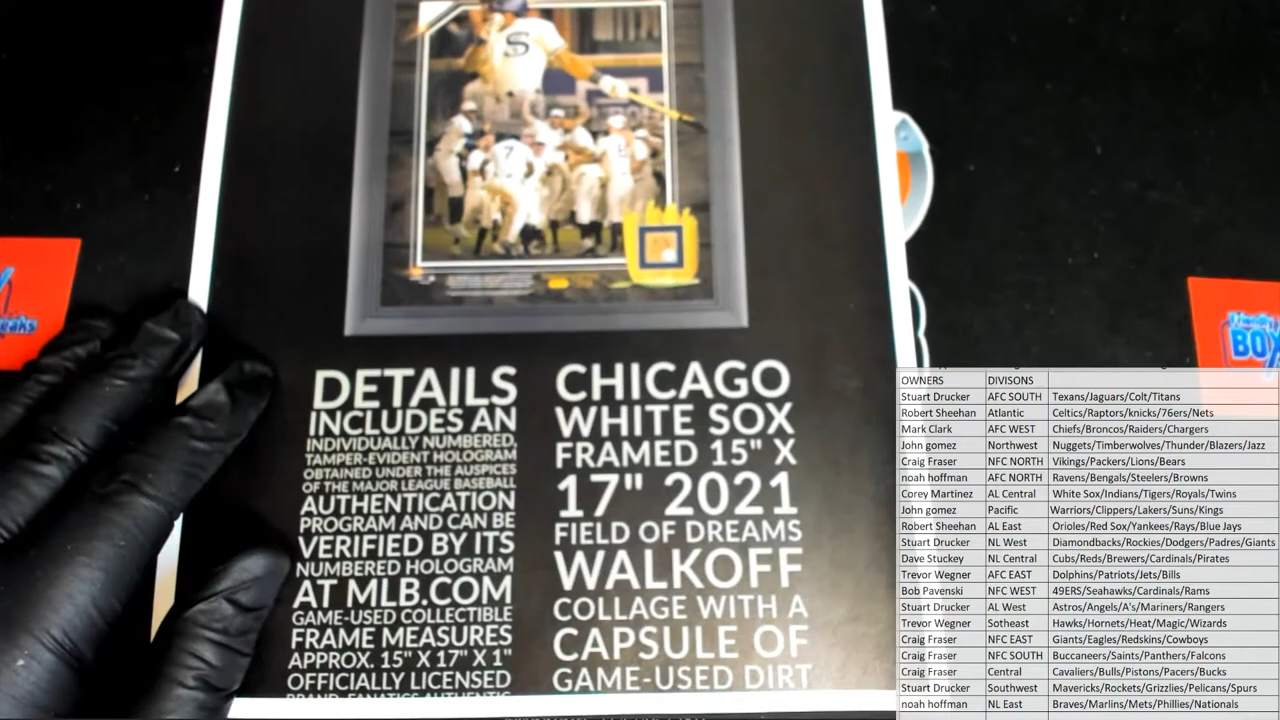 S
7
DETAILS
INCLUDES AN
INDIVIDUALLY NUMBERED,
TAMPER-EVIDENT HOLOGRAM
OBTAINED UNDER THE AUSPICES
OF THE MAJOR LEAGUE BASEBALL
AUTHENTICATION
PROGRAM AND CAN BE
VERIFIED BY ITS
NUMBERED HOLOGRAM
AT MLB.COM
GAME-USED COLLECTIBLE
FRAME MEASURES
APPROX. 15" X 17" X 1"
OFFICIALLY LICENSED
BRAND: FANATICS AUTHENTIC
CHICAGO
WHITE SOX
FRAMED 15" X
17" 2021
FIELD OF DREAMS
WALKOFF
COLLAGE WITH A
CAPSULE OF
GAME-USED DIRT
BOX
OWNERS DIVISONS
Stuart Drucker AFC SOUTH Texans/Jaguars/Colt/Titans
Robert Sheehan Atlantic Celtics/Raptors/knicks/76ers/Nets
Mark Clark AFC WEST Chiefs/Broncos/Raiders/Chargers
John gomez Northwest Nuggets/Timberwolves/Thunder/Blazers/Jazz
Craig Fraser NFC NORTH Vikings/Packers/Lions/Bears
noah hoffman AFC NORTH Ravens/Bengals/Steelers/Browns
Corey Martinez AL Central White Sox/Indians/Tigers/Royals/Twins
John gomez Pacific Warriors/Clippers/Lakers/Suns/Kings
Robert Sheehan AL East Orioles/Red Sox/Yankees/Rays/Blue Jays
Stuart Drucker NL West Diamondbacks/Rockies/Dodgers/Padres/Giants
Dave Stuckey NL Central Cubs/Reds/Brewers/Cardinals/Pirates
Trevor Wegner AFC EAST Dolphins/Patriots/Jets/Bills
Bob Pavenski NFC WEST 49ERS/Seahawks/Cardinals/Rams
Stuart Drucker AL West Astros/Angels/A's/Mariners/Rangers
Trevor Wegner Sotheast Hawks/Hornets/Heat/Magic/Wizards
Craig Fraser NFC EAST Giants/Eagles/Redskins/Cowboys
Craig Fraser NFC SOUTH Buccaneers/Saints/Panthers/Falcons
Craig Fraser Central Cavaliers/Bulls/Pistons/Pacers/Bucks
Stuart Drucker Southwest Mavericks/Rockets/Grizzlies/Pelicans/Spurs
noah hoffman NL East Braves/Marlins/Mets/Phillies/Nationals